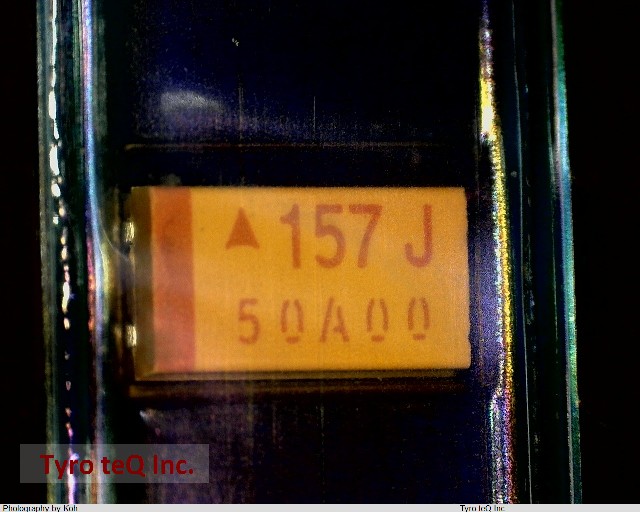 157 J
50A00
Tyro teQ Inc.
Photography by Koh
Tyro teQ Inc